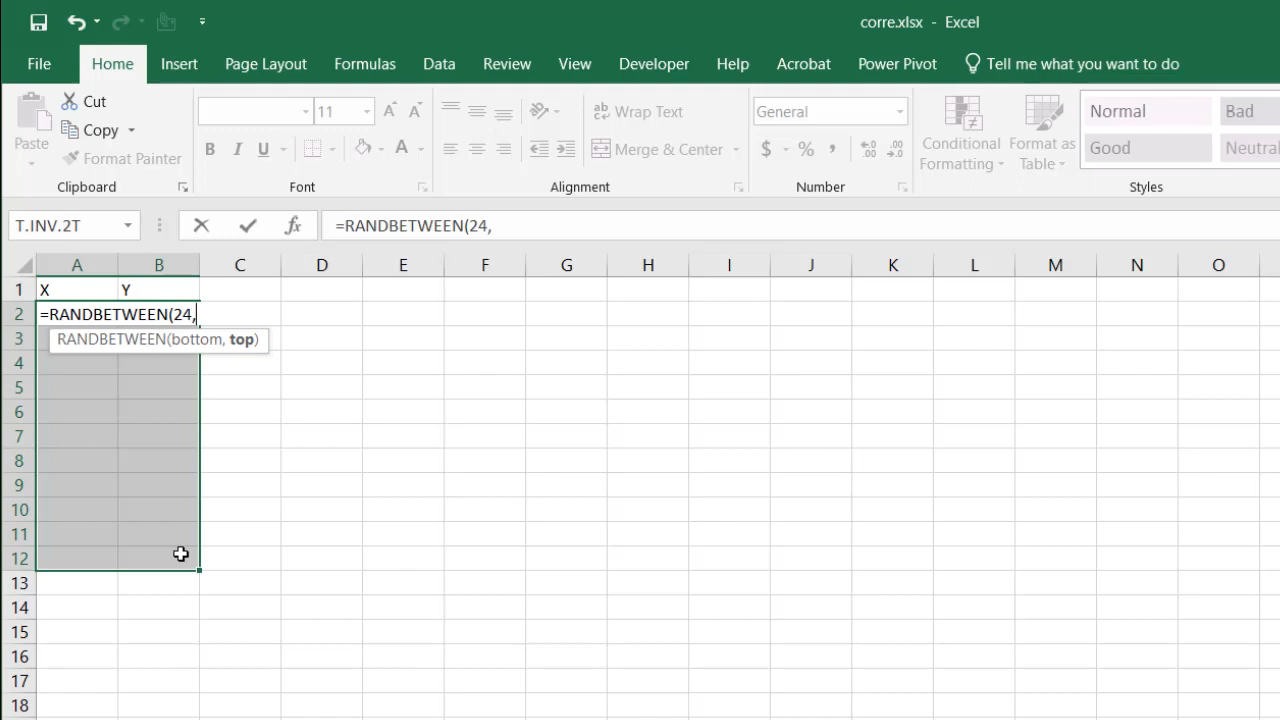 corre.xlsx - Excel
File Home Insert Page Layout Formulas Data Review View Developer Help Acrobat Power Pivot Tell me what you want to do
Paste
Cut
Copy
Format Painter
Clipboard
11
B I U
A
Font
ab
Wrap Text
Merge & Center
Alignment
General
$ % ,
Number
Conditional Formatting
Format as Table
Normal
Bad
Good
Neutral
Styles
T.INV.2T
fx
=RANDBETWEEN(24,
A B C D E F G H I J K L M N O
1 X Y
2 =RANDBETWEEN(24,
3 RANDBETWEEN(bottom, top)
4
5
6
7
8
9
10
11
12
13
14
15
16
17
18